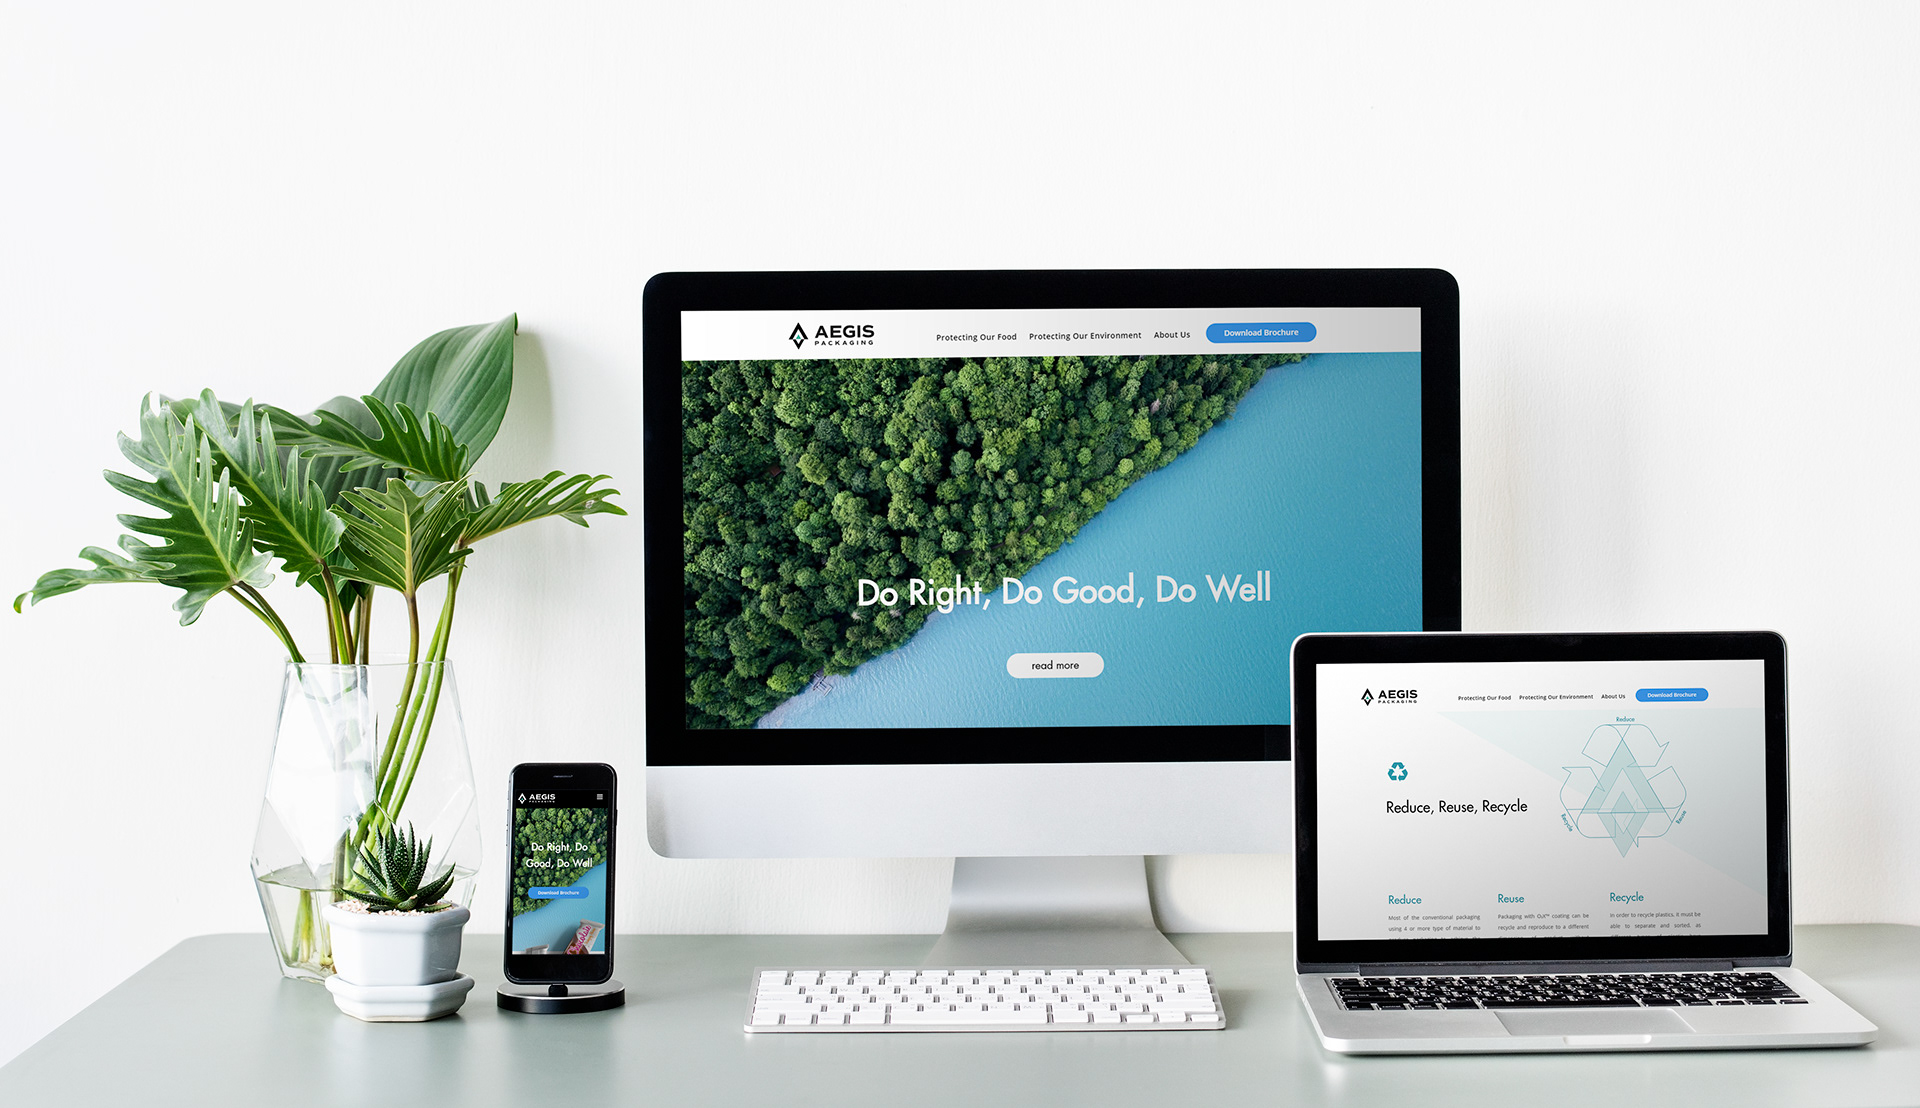 AEGIS
PACKAGING
Protecting Our Food
Protecting Our Environment
About Us
Download Brochure
Do Right, Do Good, Do Well
read more
AEGIS
PACKAGING
Do Right, Do
Good, Do Well
Download Brochure
AEGIS
PACKAGING
Protecting Our Food
Protecting Our Environment
About Us
Download Brochure
Reduce
Recycle
Reuse
Reduce, Reuse, Recycle
Reduce
Most of the conventional packaging
using 4 or more type of material to
Reuse
Packaging with OLE™ coating can be
recycle and reproduce to a different
Recycle
In order to recycle plastics, it must be
able to separate and sorted, as